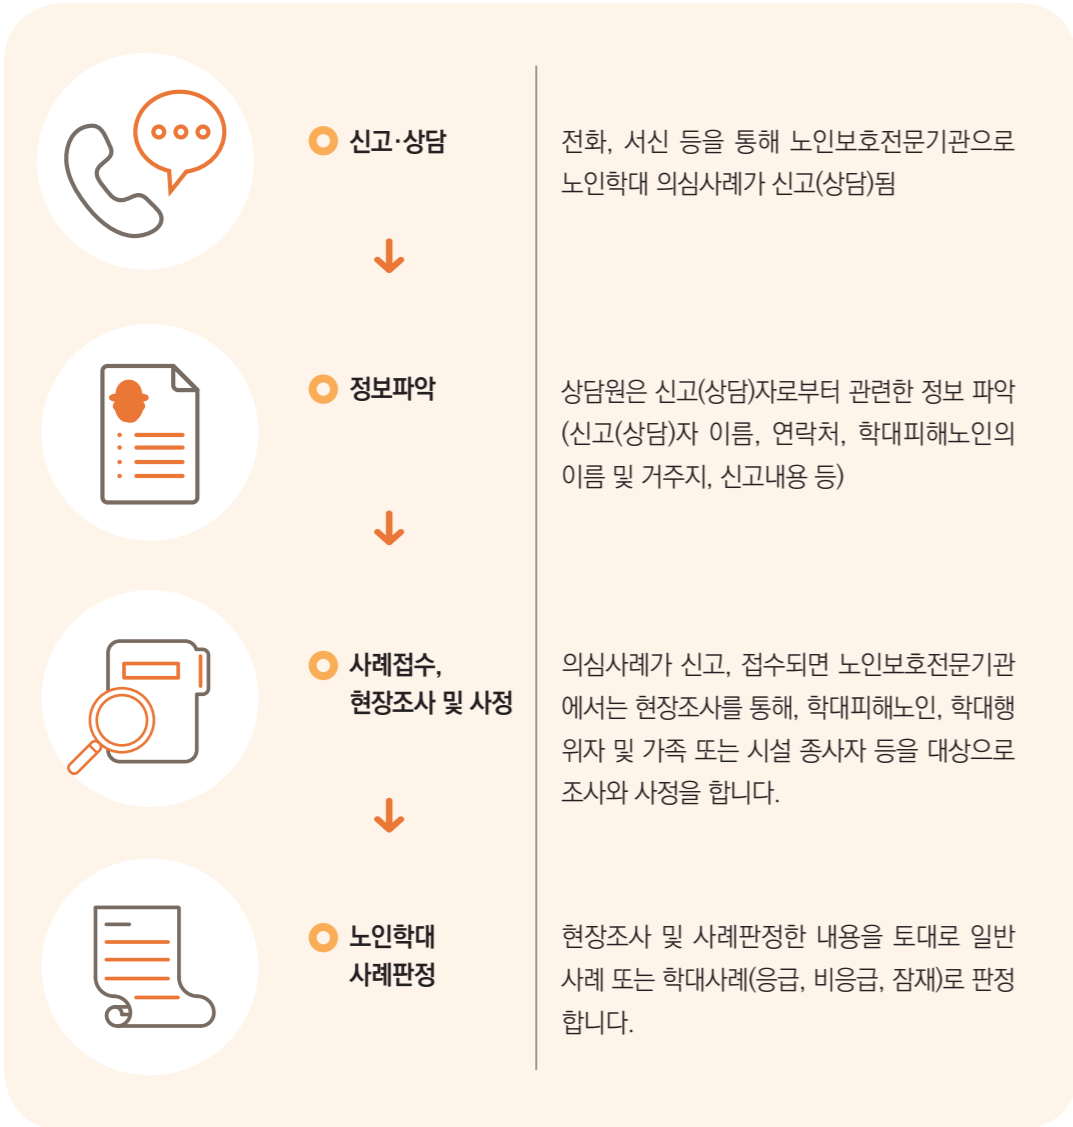 신고·상담
전화, 서신 등을 통해 노인보호전문기관으로
노인학대 의심사례가 신고(상담)됨
정보파악
상담원은 신고(상담)자로부터 관련한 정보 파악
(신고(상담)자 이름, 연락처, 학대피해노인의
이름 및 거주지, 신고내용 등)
사례접수,
현장조사 및 사정
의심사례가 신고, 접수되면 노인보호전문기관
에서는 현장조사를 통해, 학대피해노인, 학대행
위자 및 가족 또는 시설 종사자 등을 대상으로
조사와 사정을 합니다.
노인학대
사례판정
현장조사 및 사례판정한 내용을 토대로 일반
사례 또는 학대사례(응급, 비응급, 잠재)로 판정
합니다.